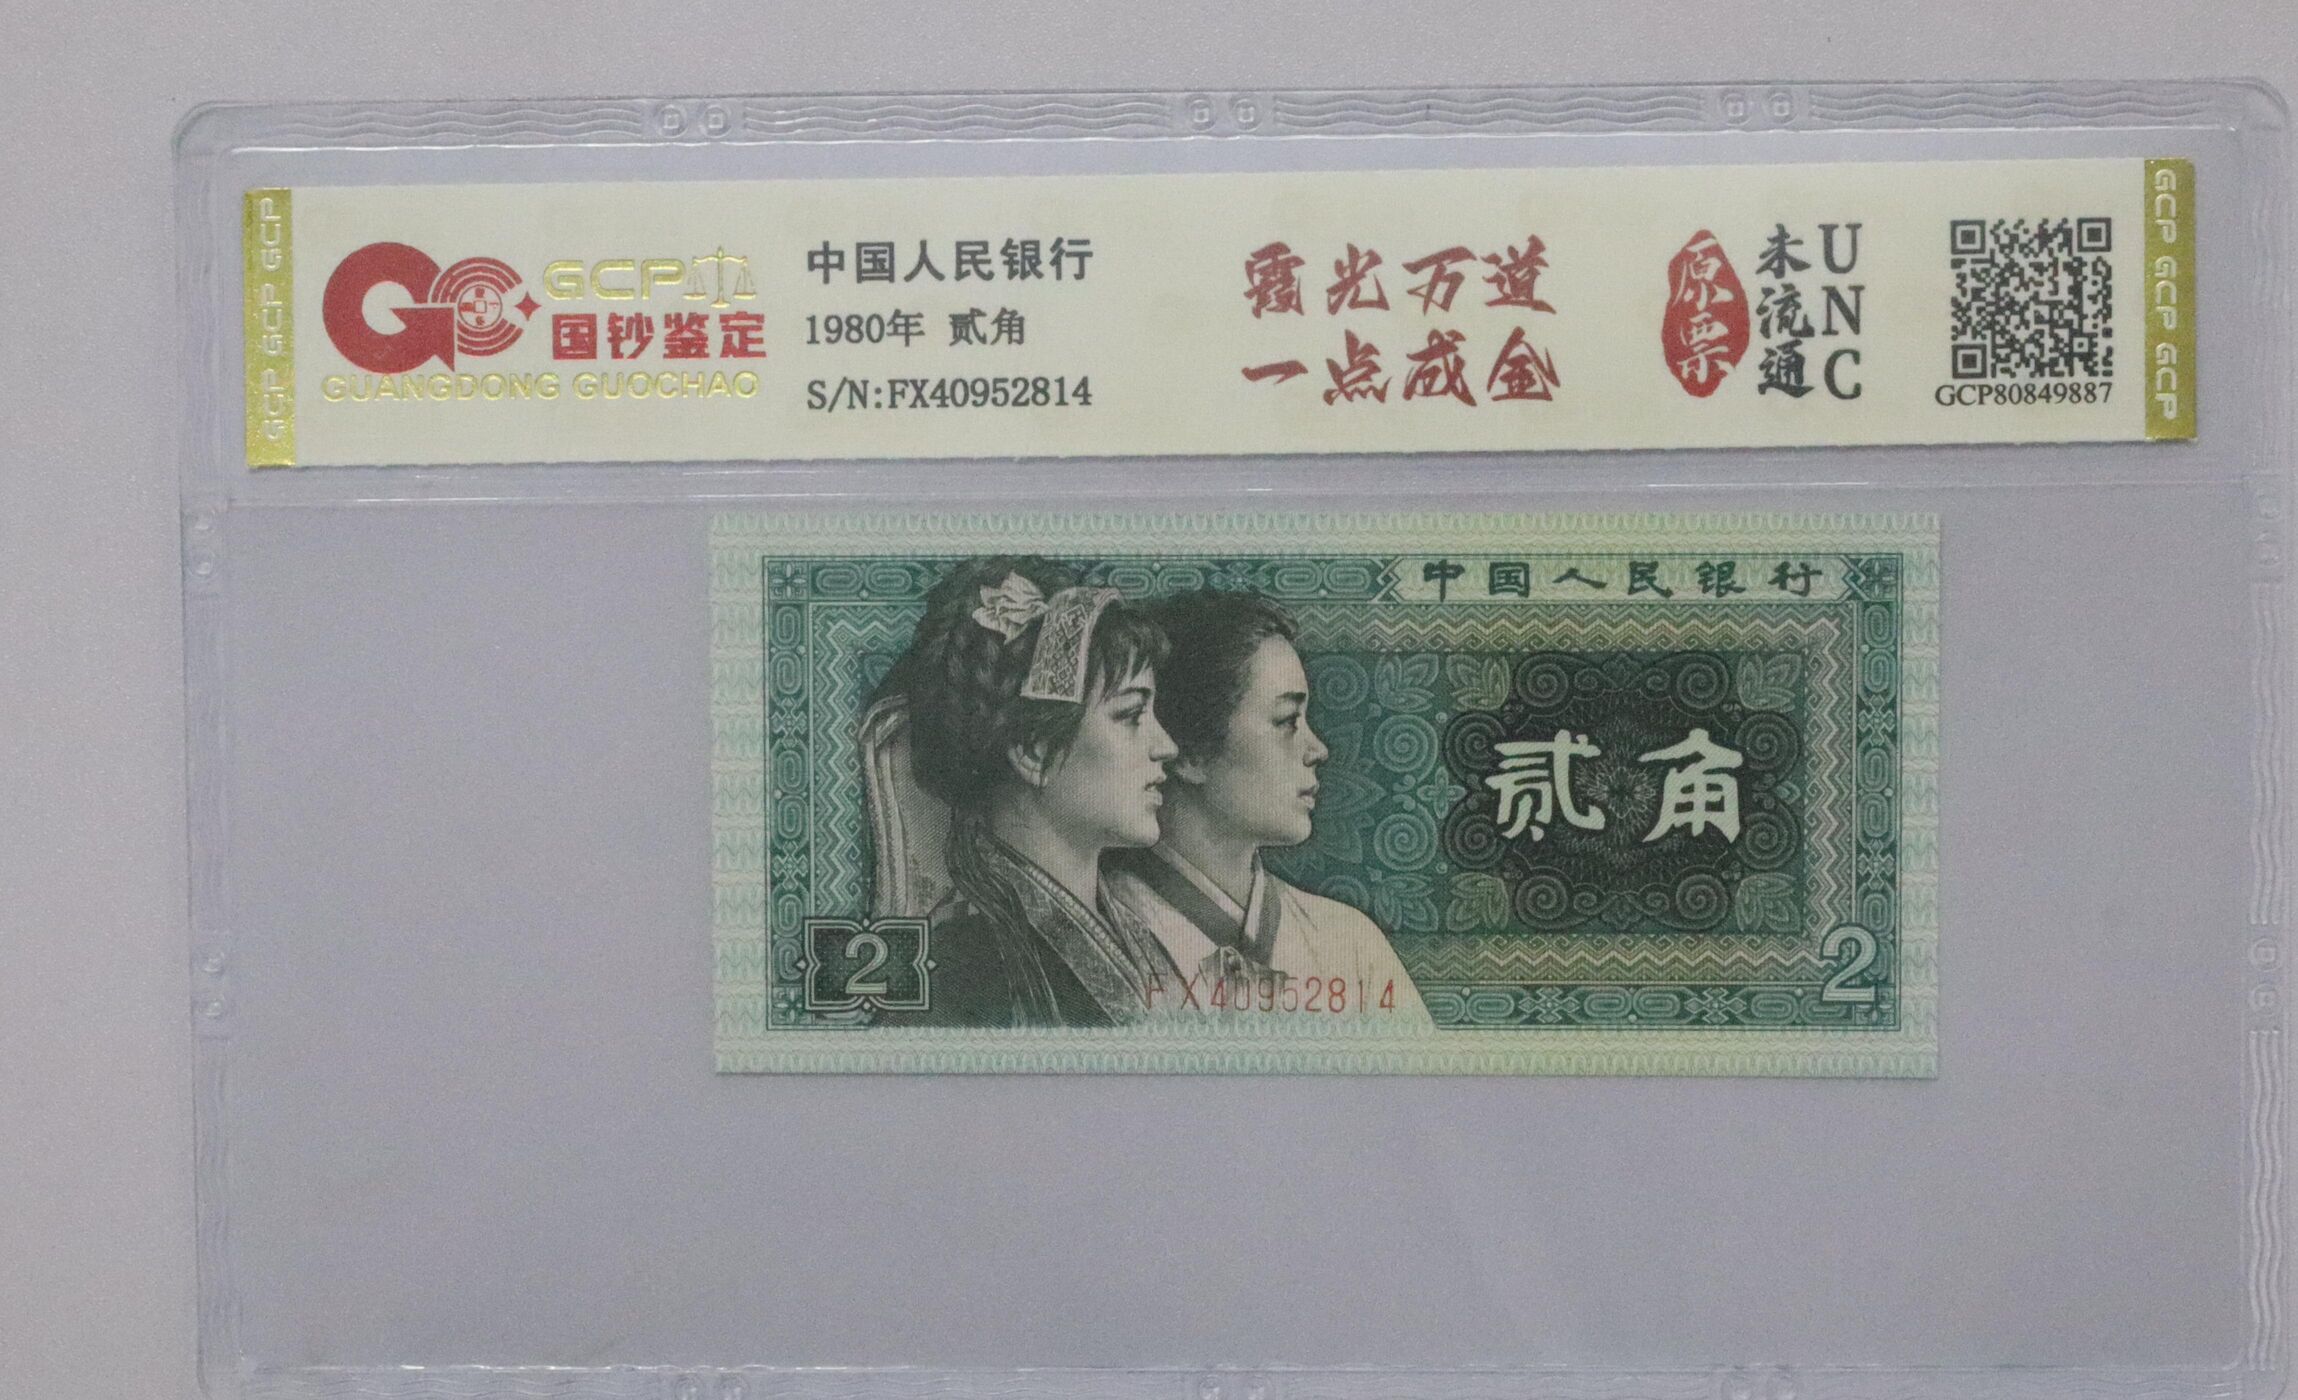 GCP GCP GCP
GCP
国钞鉴定
GUANGDONG GUOCHAO
中国人民银行
1980年 贰角
S/N:FX40952814
霞光万道
一点成金
原票
未流通
UNC
GCP80849887
GCP GCP GCP
中国人民银行
贰角
2
FX40952814
2